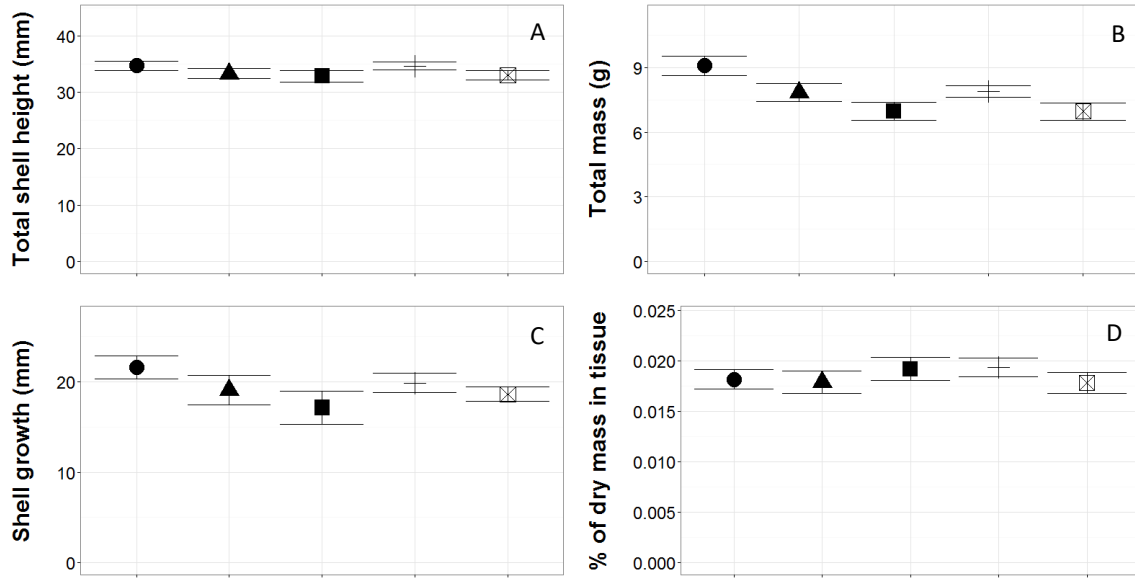 Total shell height (mm)
40
30
20
10
0
A
Total mass (g)
9
6
3
0
B
Shell growth (mm)
20
10
0
C
% of dry mass in tissue
0.025
0.020
0.015
0.010
0.005
0.000
D